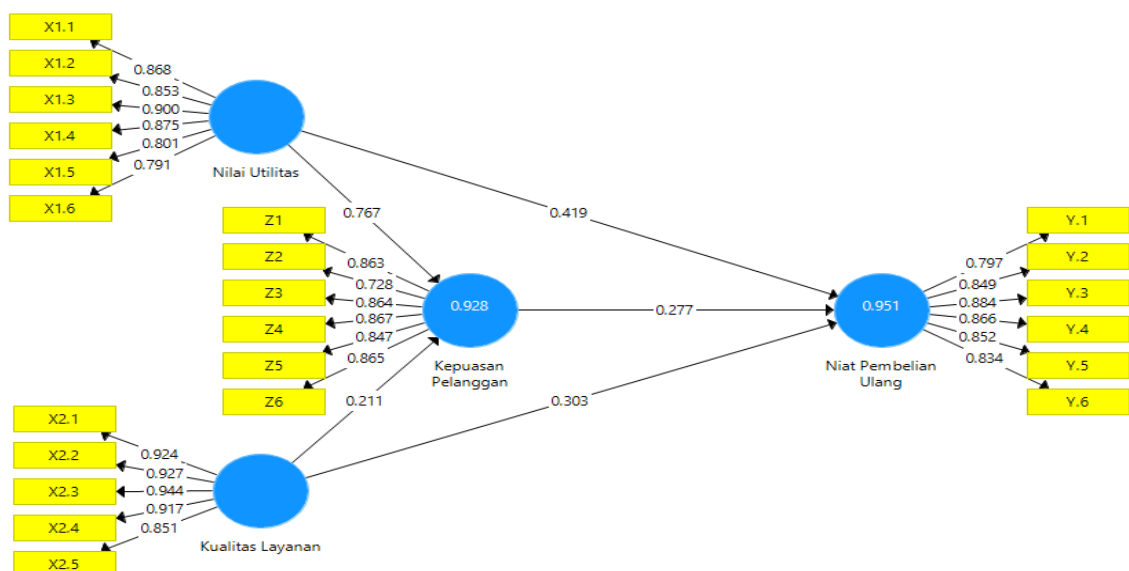 X1.1
X1.2
X1.3
X1.4
X1.5
X1.6
0.868
0.853
0.900
0.875
0.801
0.791
Nilai Utilitas
0.767
0.419
Z1
Z2
Z3
Z4
Z5
Z6
0.863
0.728
0.864
0.867
0.847
0.865
0.928
Kepuasan
Pelanggan
0.277
0.211
0.303
0.951
Niat Pembelian
Ulang
0.797
0.849
0.884
0.866
0.852
0.834
Y.1
Y.2
Y.3
Y.4
Y.5
Y.6
X2.1
X2.2
X2.3
X2.4
X2.5
0.924
0.927
0.944
0.917
0.851
Kualitas Layanan